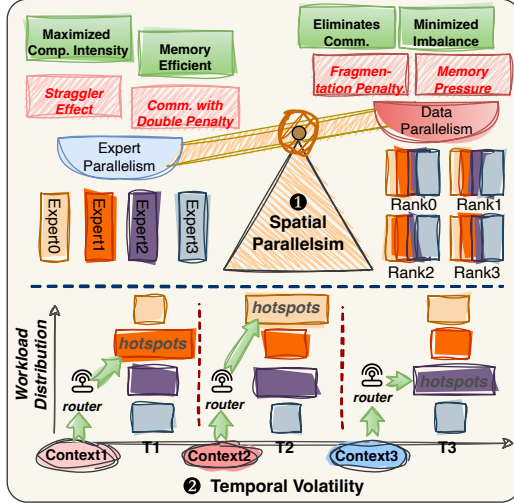 Maximized
Comp. Intensity
Memory
Efficient
Eliminates
Comm.
Minimized
Imbalance
Straggler
Effect
Comm. with
Double Penalty
Fragmen-
tation Penalty.
Memory
Pressure
Expert
Parallelism
Data
Parallelism
Expert0
Expert1
Expert2
Expert3
❶
Spatial
Parallelsim
Rank0
Rank1
Rank2
Rank3
Workload
Distribution
hotspots
hotspots
hotspots
router
router
router
Context1
T1
Context2
T2
Context3
T3
❷ Temporal Volatility